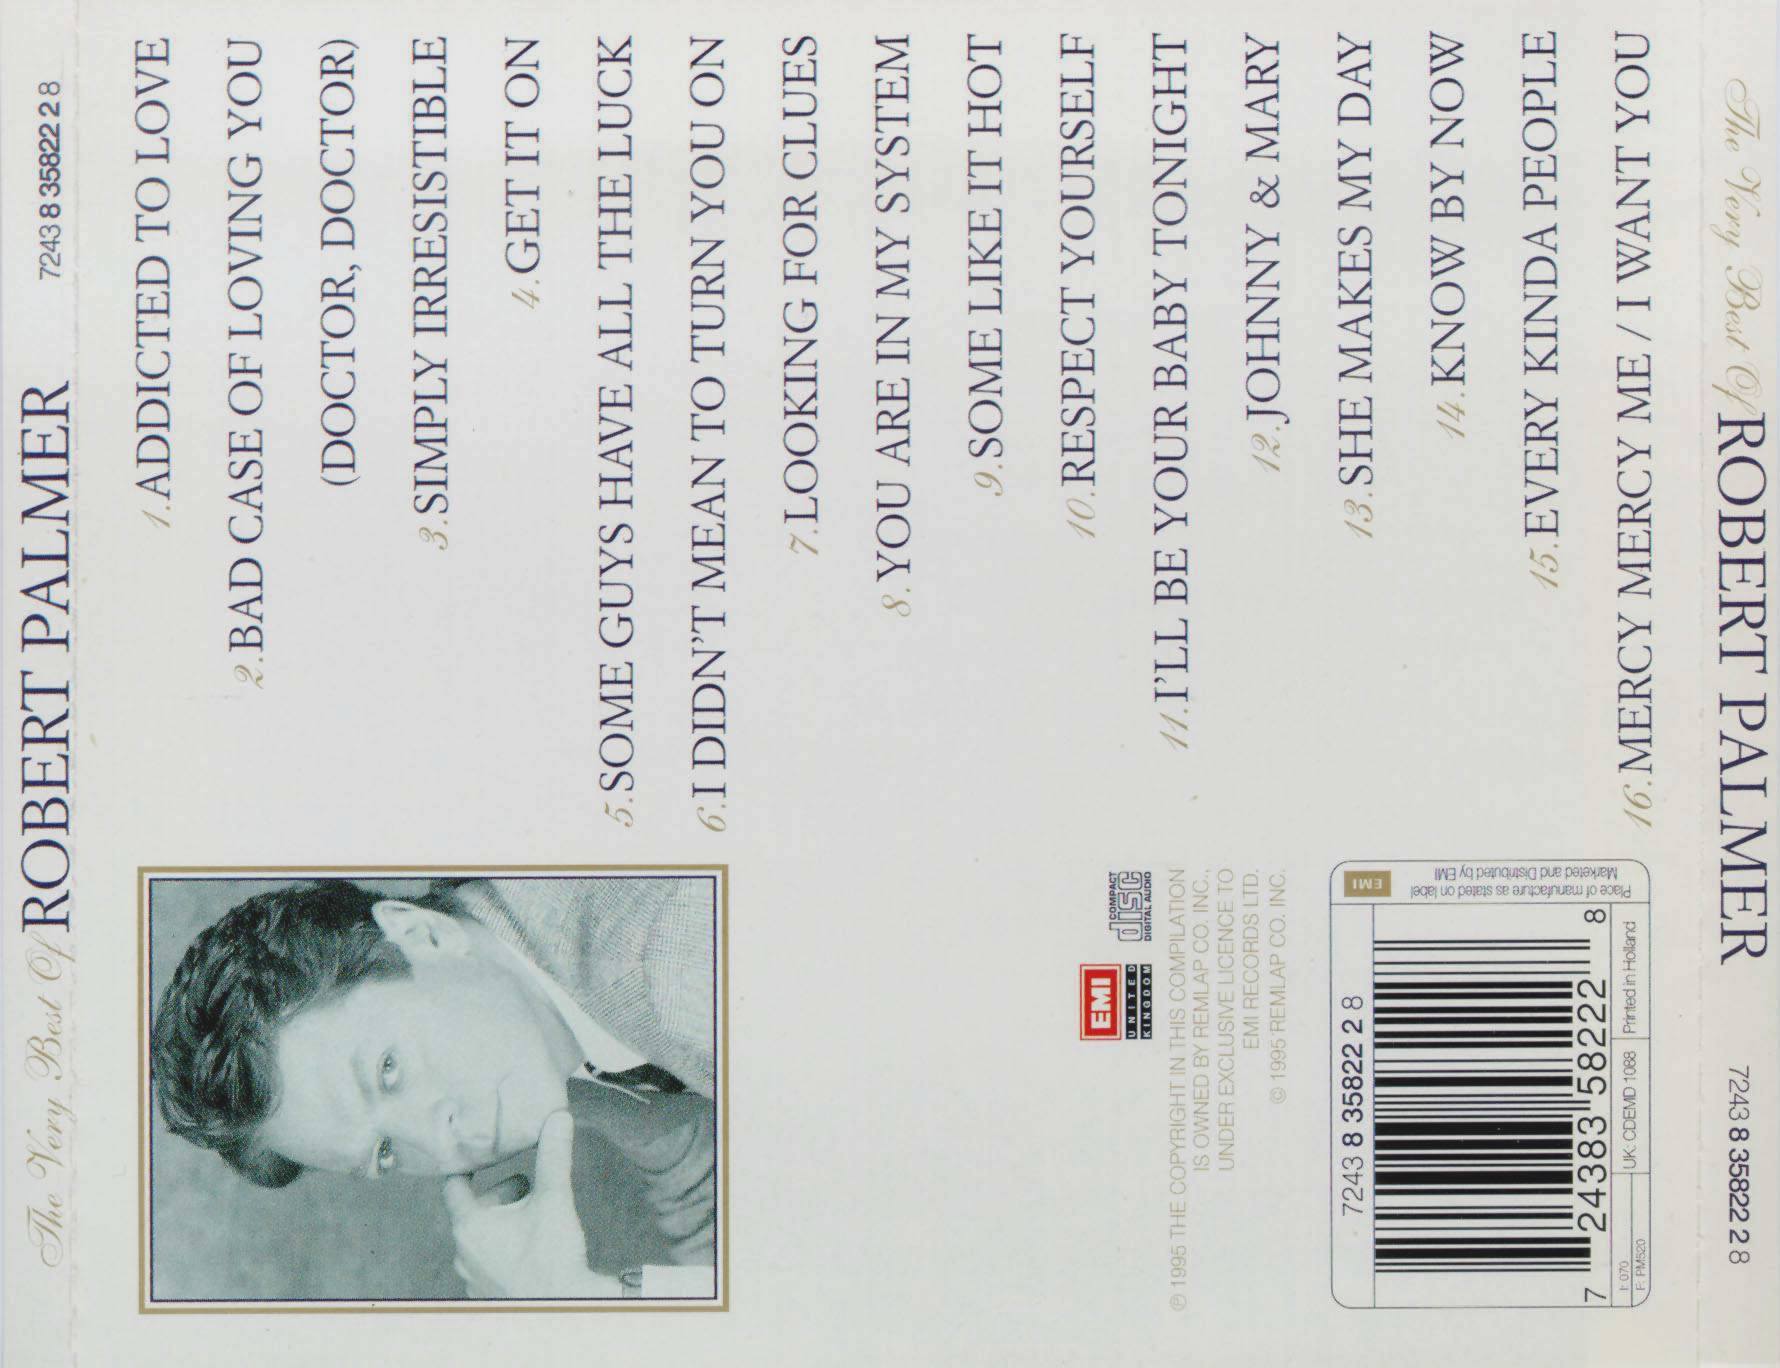 The Very Best Of ROBERT PALMER
7243 8 35822 2 8
1. ADDICTED TO LOVE
2. BAD CASE OF LOVING YOU
(DOCTOR, DOCTOR)
3. SIMPLY IRRESISTIBLE
4. GET IT ON
5. SOME GUYS HAVE ALL THE LUCK
6. I DIDN'T MEAN TO TURN YOU ON
7. LOOKING FOR CLUES
8. YOU ARE IN MY SYSTEM
9. SOME LIKE IT HOT
10. RESPECT YOURSELF
11. I'LL BE YOUR BABY TONIGHT
12. JOHNNY & MARY
13. SHE MAKES MY DAY
14. KNOW BY NOW
15. EVERY KINDA PEOPLE
16. MERCY MERCY ME / I WANT YOU
EMI
UNITED
KINGDOM
COMPACT
disc
DIGITAL AUDIO
℗ 1995 THE COPYRIGHT IN THIS COMPILATION
IS OWNED BY REMLAP CO. INC.,
UNDER EXCLUSIVE LICENCE TO
EMI RECORDS LTD.
© 1995 REMLAP CO. INC.
7243 8 35822 2 8
EMI
Place of manufacture as stated on label
Marketed and Distributed by EMI
7 24383 58222 8
I: 070
F: PM520
UK: CDEMD 1088
Printed in Holland
7243 8 35822 2 8
The Very Best Of ROBERT PALMER